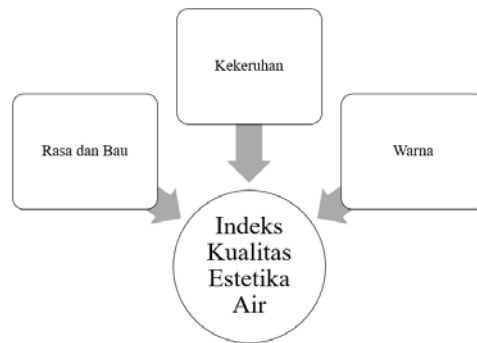 Kekeruhan
Rasa dan Bau
Warna
Indeks
Kualitas
Estetika
Air